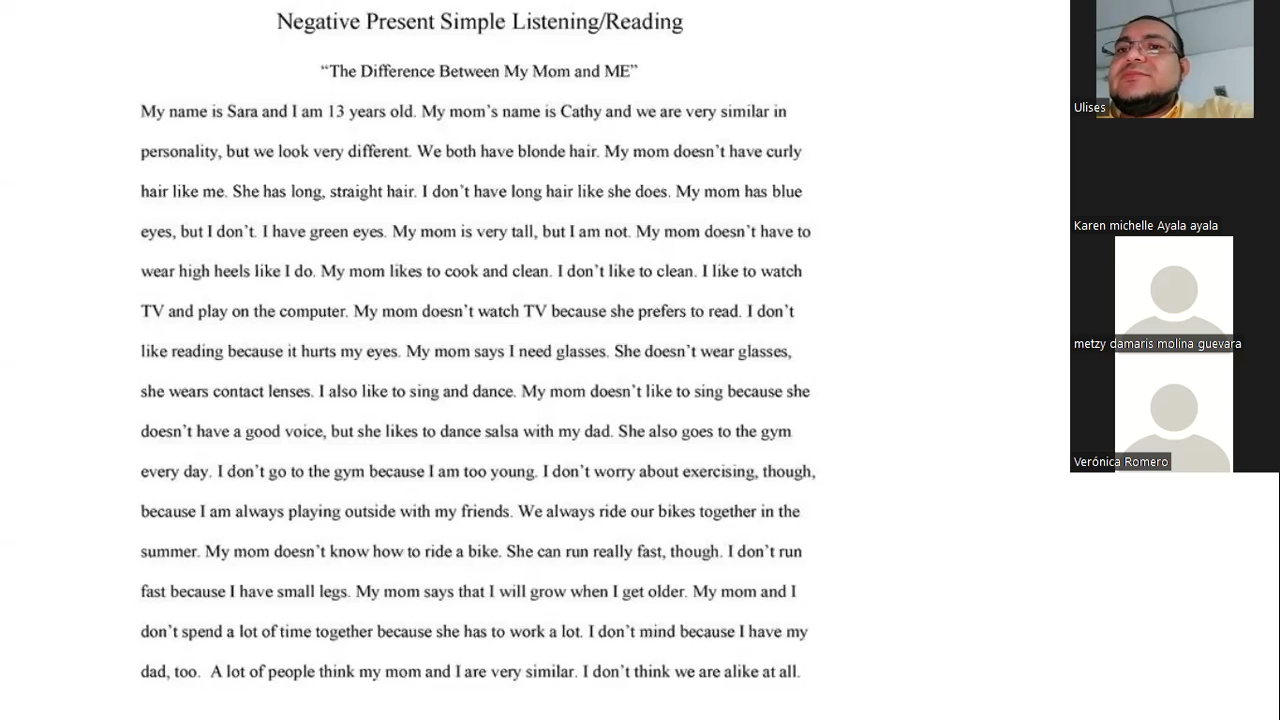 Negative Present Simple Listening/Reading
“The Difference Between My Mom and ME”
My name is Sara and I am 13 years old. My mom’s name is Cathy and we are very similar in
personality, but we look very different. We both have blonde hair. My mom doesn’t have curly
hair like me. She has long, straight hair. I don’t have long hair like she does. My mom has blue
eyes, but I don’t. I have green eyes. My mom is very tall, but I am not. My mom doesn’t have to
wear high heels like I do. My mom likes to cook and clean. I don’t like to clean. I like to watch
TV and play on the computer. My mom doesn’t watch TV because she prefers to read. I don’t
like reading because it hurts my eyes. My mom says I need glasses. She doesn’t wear glasses,
she wears contact lenses. I also like to sing and dance. My mom doesn’t like to sing because she
doesn’t have a good voice, but she likes to dance salsa with my dad. She also goes to the gym
every day. I don’t go to the gym because I am too young. I don’t worry about exercising, though,
because I am always playing outside with my friends. We always ride our bikes together in the
summer. My mom doesn’t know how to ride a bike. She can run really fast, though. I don’t run
fast because I have small legs. My mom says that I will grow when I get older. My mom and I
don’t spend a lot of time together because she has to work a lot. I don’t mind because I have my
dad, too. A lot of people think my mom and I are very similar. I don’t think we are alike at all.
Ulises
Karen michelle Ayala ayala
metzy damaris molina guevara
Verónica Romero